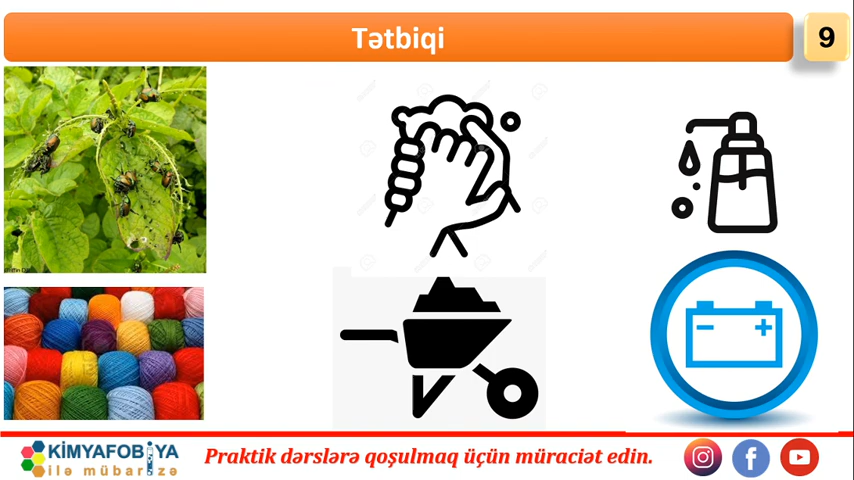 Tətbiqi
9
KİMYAFOBİYA
ilə mübarizə
Praktik dərslərə qoşulmaq üçün müraciət edin.